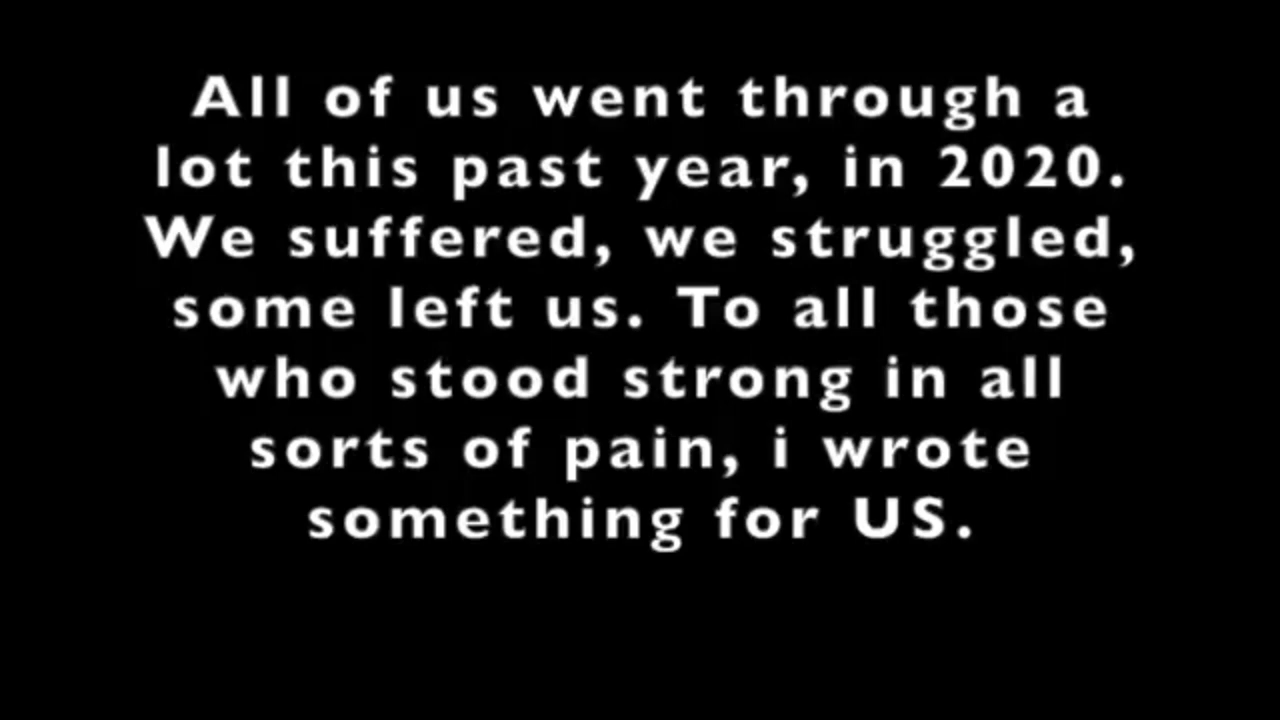 All of us went through a
lot this past year, in 2020.
We suffered, we struggled,
some left us. To all those
who stood strong in all
sorts of pain, i wrote
something for US.